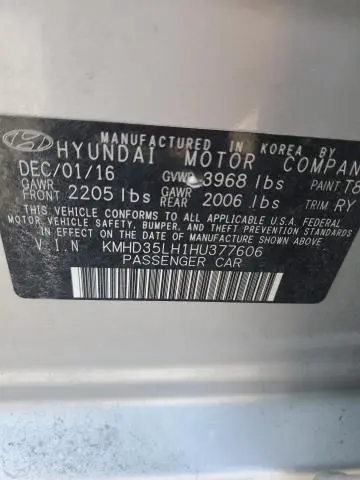 MANUFACTURED IN KOREA BY
HYUNDAI MOTOR COMPAN
DEC/01/16 GVWR 3968 lbs PAINT
GAWR FRONT 2205 lbs GAWR REAR 2006 lbs TRIM RY
THIS VEHICLE CONFORMS TO ALL APPLICABLE U.S.A. FEDERAL
MOTOR VEHICLE SAFETY, BUMPER, AND THEFT PREVENTION
STANDARDS IN EFFECT ON THE DATE OF MANUFACTURE
SHOWN ABOVE.
V I N KMHD35LH1HU377606
PASSENGER CAR